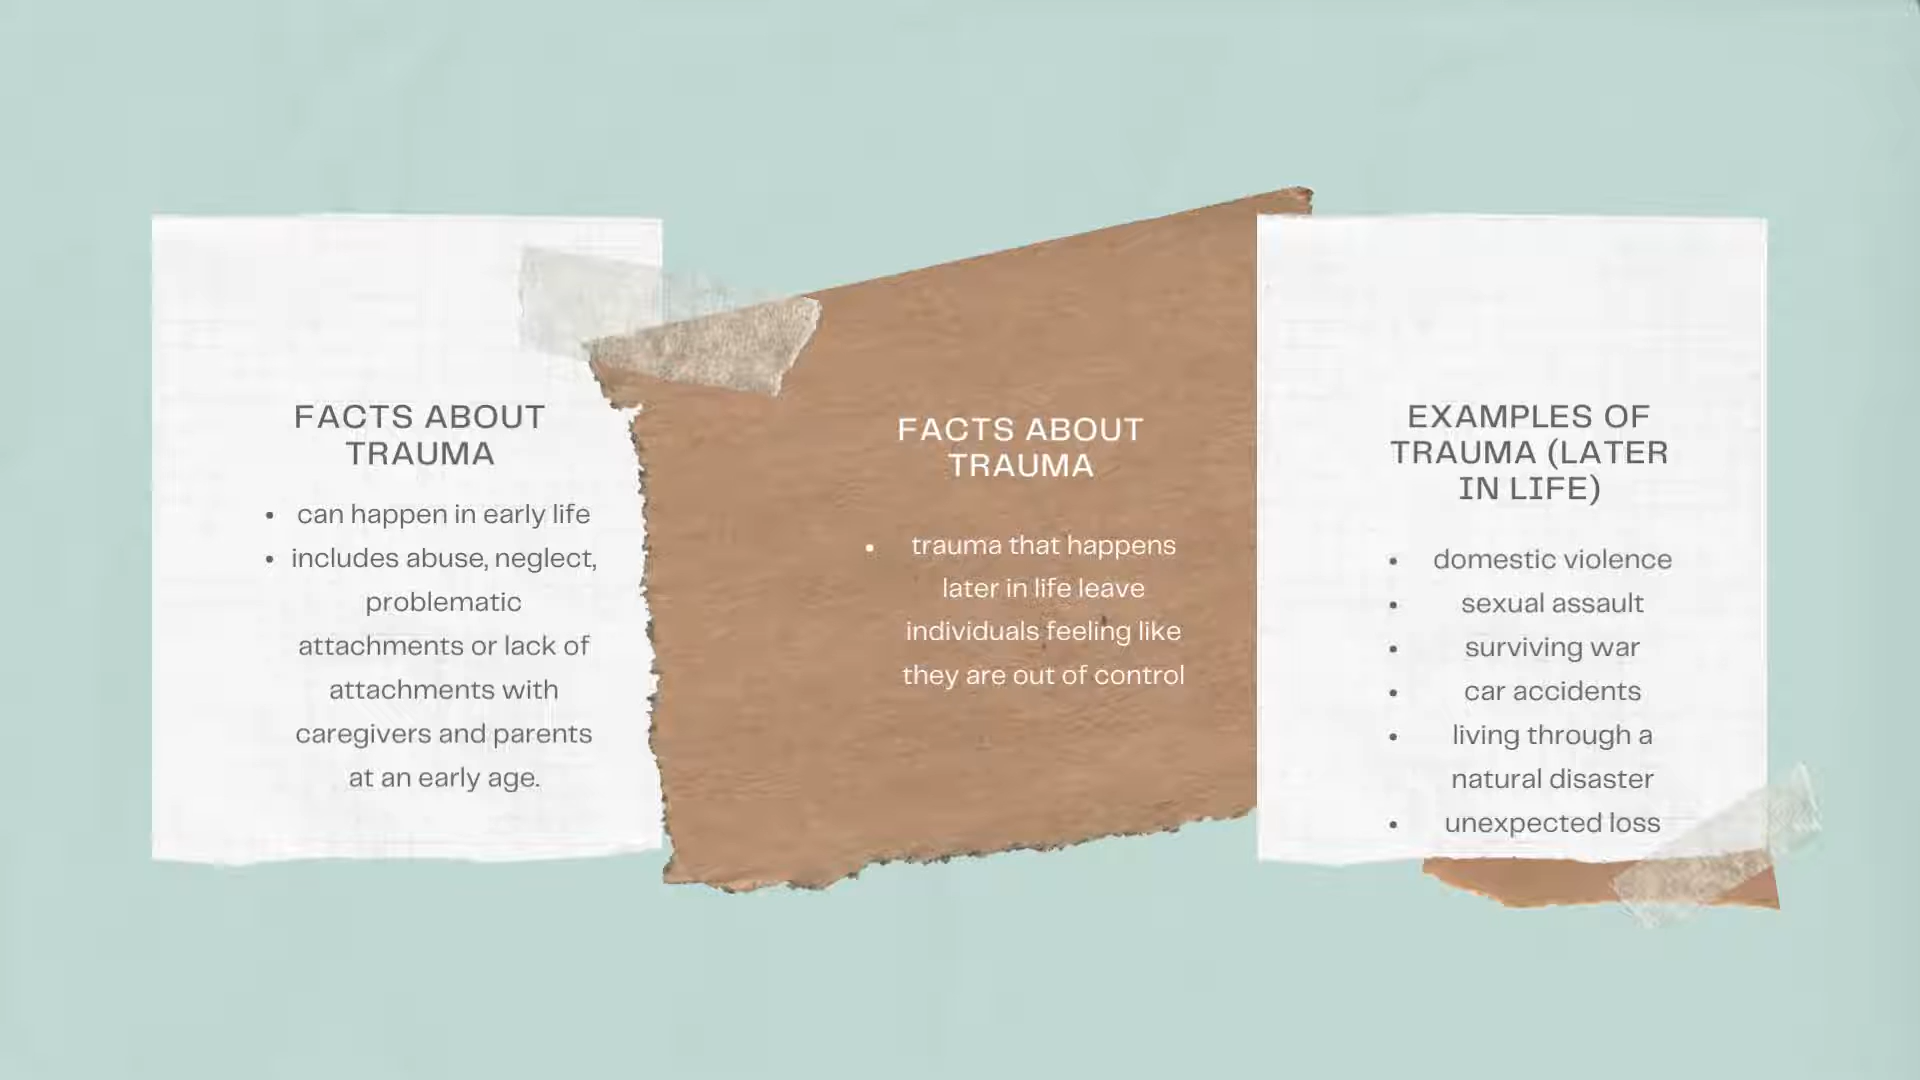 FACTS ABOUT
TRAUMA
• can happen in early life
• includes abuse, neglect,
problematic
attachments or lack of
attachments with
caregivers and parents
at an early age.
FACTS ABOUT
TRAUMA
• trauma that happens
later in life leave
individuals feeling like
they are out of control
EXAMPLES OF
TRAUMA (LATER
IN LIFE)
• domestic violence
• sexual assault
• surviving war
• car accidents
• living through a
natural disaster
• unexpected loss